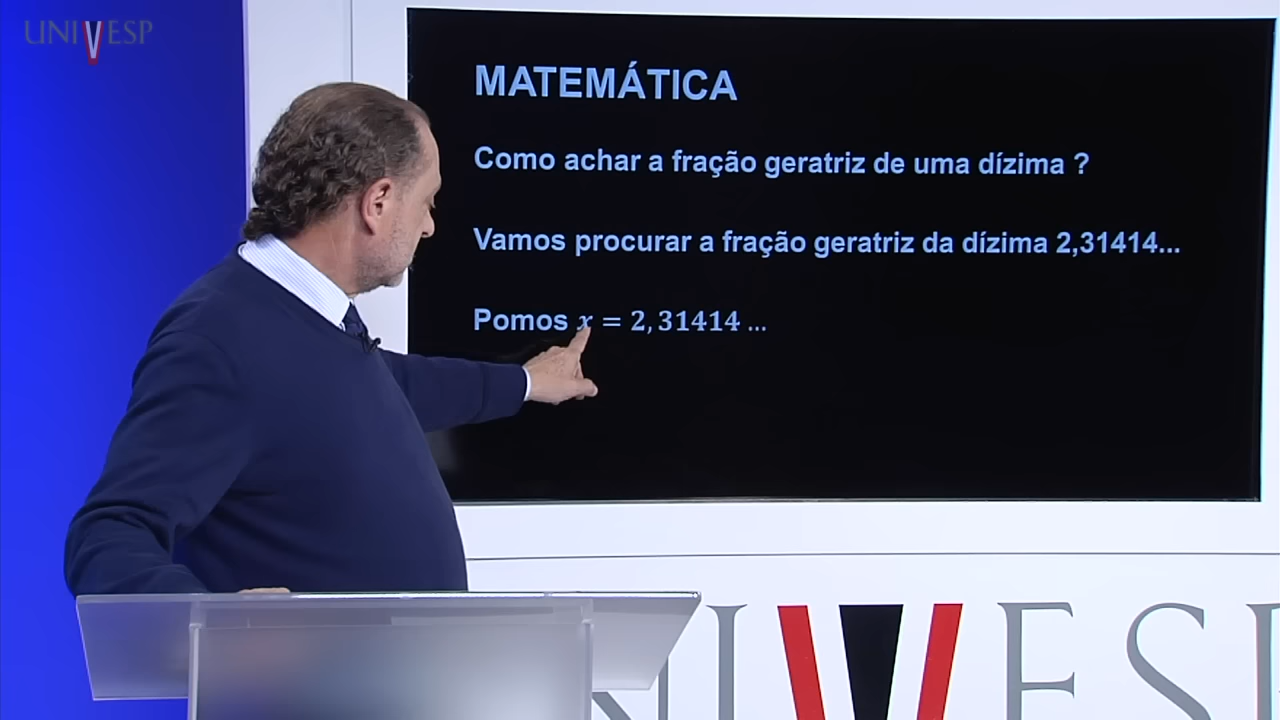 UNIVESP
MATEMÁTICA
Como achar a fração geratriz de uma dízima ?
Vamos procurar a fração geratriz da dízima 2,31414...
Pomos x = 2, 31414 ...
NIVESP